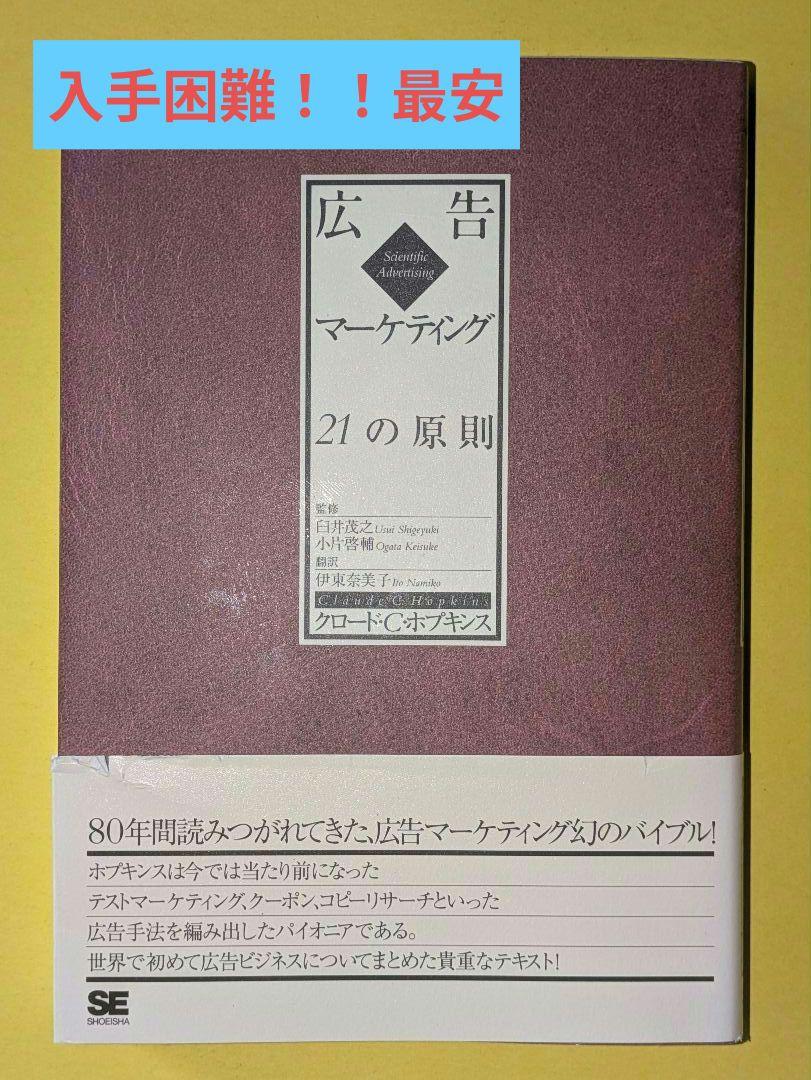 入手困難！！最安
広告
Scientific
Advertising
マーケティング
21の原則
監修
臼井茂之 Usui Shigeyuki
小片啓輔 Ogata Keisuke
翻訳
伊東奈美子 Ito Namiko
Claude C. Hopkins
クロード・C・ホプキンス
80年間読みつがれてきた、広告マーケティング幻のバイブル！
ホプキンスは今では当たり前になった
テストマーケティング、クーポン、コピーリサーチといった
広告手法を編み出したパイオニアである。
世界で初めて広告ビジネスについてまとめた貴重なテキスト！
SE
SHOEISHA